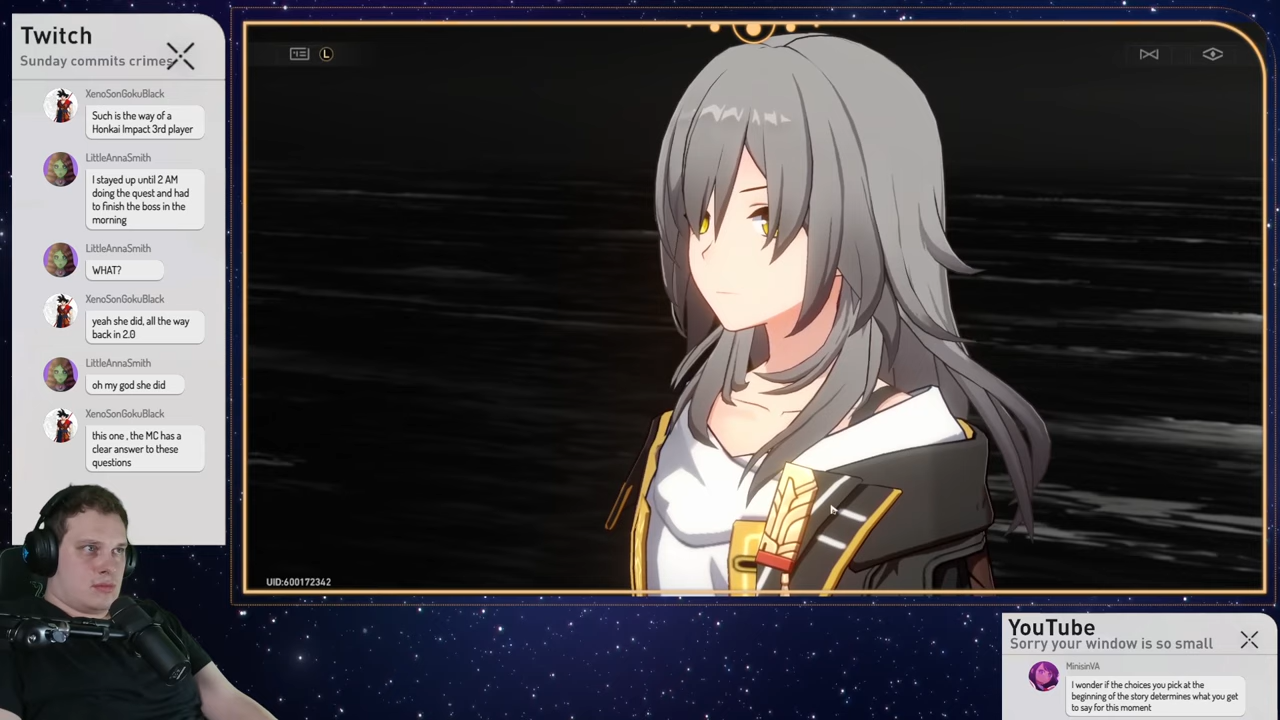 Twitch
Sunday commits crimes
XenoSonGokuBlack
Such is the way of a
Honkai Impact 3rd player
LittleAnnaSmith
I stayed up until 2 AM
doing the quest and had
to finish the boss in the
morning
LittleAnnaSmith
WHAT?
XenoSonGokuBlack
yeah she did, all the way
back in 2.0
LittleAnnaSmith
oh my god she did
XenoSonGokuBlack
this one , the MC has a
clear answer to these
questions
L
UID:600172342
YouTube
Sorry your window is so small
MinisinVA
I wonder if the choices you pick at the
beginning of the story determines what you get
to say for this moment